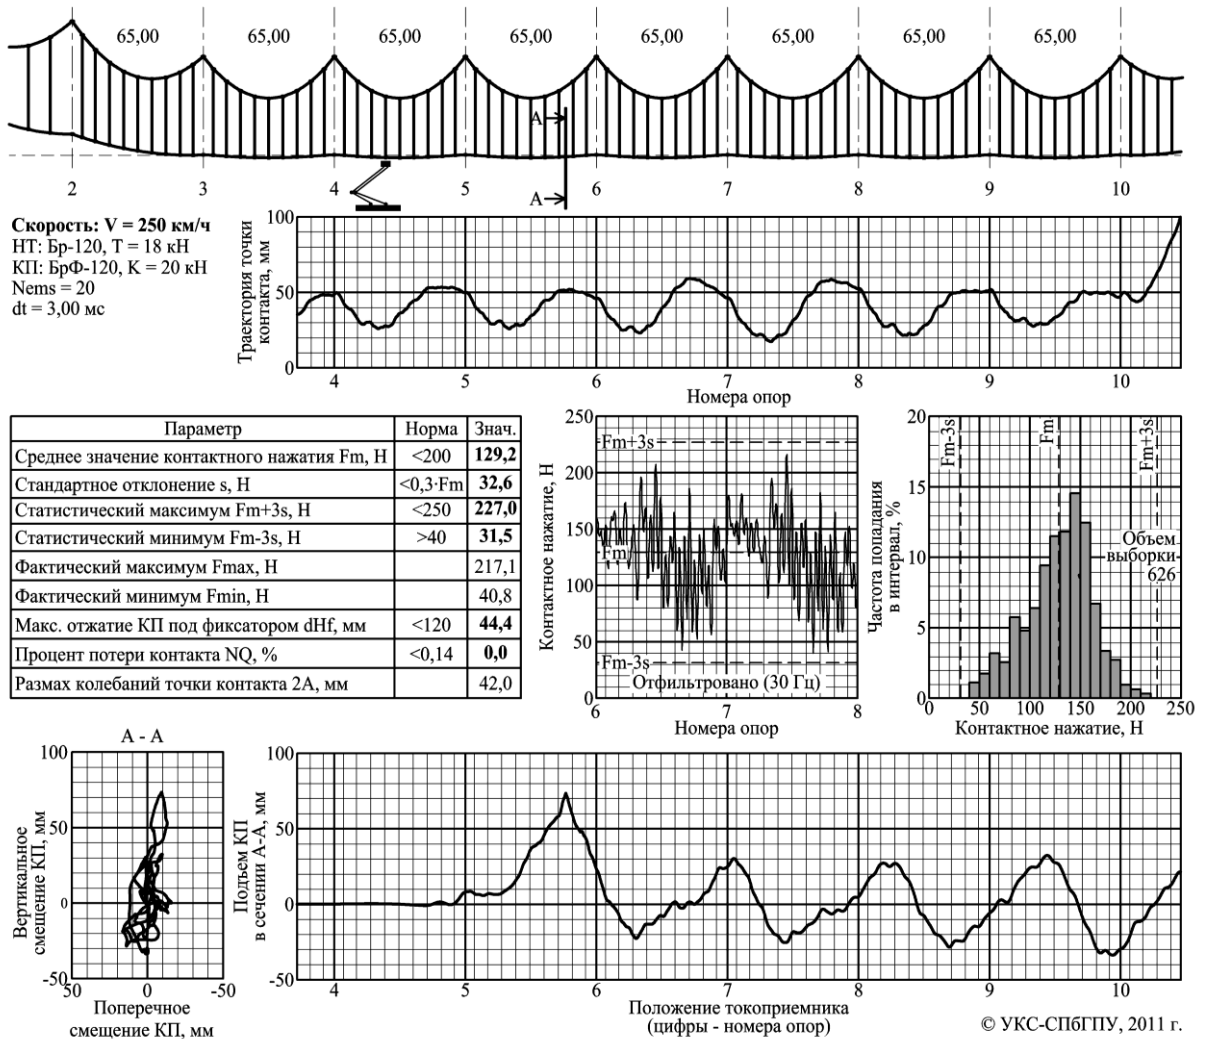 65,00 65,00 65,00 65,00 65,00 65,00 65,00 65,00
A
A
2 3 4 5 6 7 8 9 10
Скорость: V = 250 км/ч
НТ: Бр-120, T = 18 кН
КП: БрФ-120, K = 20 кН
Nems = 20
dt = 3,00 мс
Траектория точки
контакта, мм
100
50
0
4 5 6 7 8 9 10
Номера опор
Параметр Норма Знач.
Среднее значение контактного нажатия Fm, Н <200 129,2
Стандартное отклонение s, Н <0,3·Fm 32,6
Статистический максимум Fm+3s, Н <250 227,0
Статистический минимум Fm-3s, Н >40 31,5
Фактический максимум Fmax, Н 217,1
Фактический минимум Fmin, Н 40,8
Макс. отжатие КП под фиксатором dHf, мм <120 44,4
Процент потери контакта NQ, % <0,14 0,0
Размах колебаний точки контакта 2А, мм 42,0
Контактное нажатие, Н
250
200
150
100
50
0
Fm+3s
Fm
Fm-3s
Отфильтровано (30 Гц)
6 7 8
Номера опор
Частота попадания
в интервал, %
20
15
10
5
0
Fm-3s
Fm
Fm+3s
Объем
выборки
626
0 50 100 150 200 250
Контактное нажатие, Н
A - A
Вертикальное
смещение КП, мм
100
50
0
-50
50 0 -50
Поперечное
смещение КП, мм
Подъем КП
в сечении А-А, мм
100
50
0
-50
4 5 6 7 8 9 10
Положение токоприемника
(цифры - номера опор)
© УКС-СПбГПУ, 2011 г.